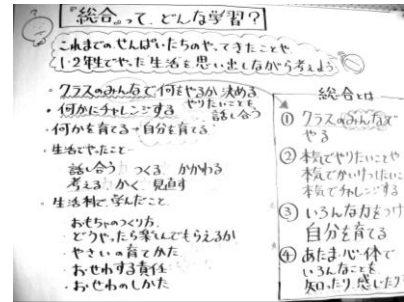 『総合』って、どんな学習?
これまでのせんぱいたちのやってきたことや
1・2年生でやった生活を思い出しながら考えよう
・クラスのみんなで何をやるか決める
・何かにチャレンジする やりたいことを
話し合う
・何かを育てる→自分を育てる
・生活でやったこと
話し合う つくる かかわる
考える かく 見直す
・生活科で学んだこと
・おもちゃのつくり方
・どうやったら楽しんでもらえるか
・やさいの育てかた
・おせわする責任
・おせわのしかた
総合とは
① クラスのみんなで
やる
② 本気でやりたいことや
本気でかいけつしたい
本気でチャレンジする
③ いろんな力をつけ
自分を育てる
④ あたま・心・体で
いろんなことを
知ったり、感じたり